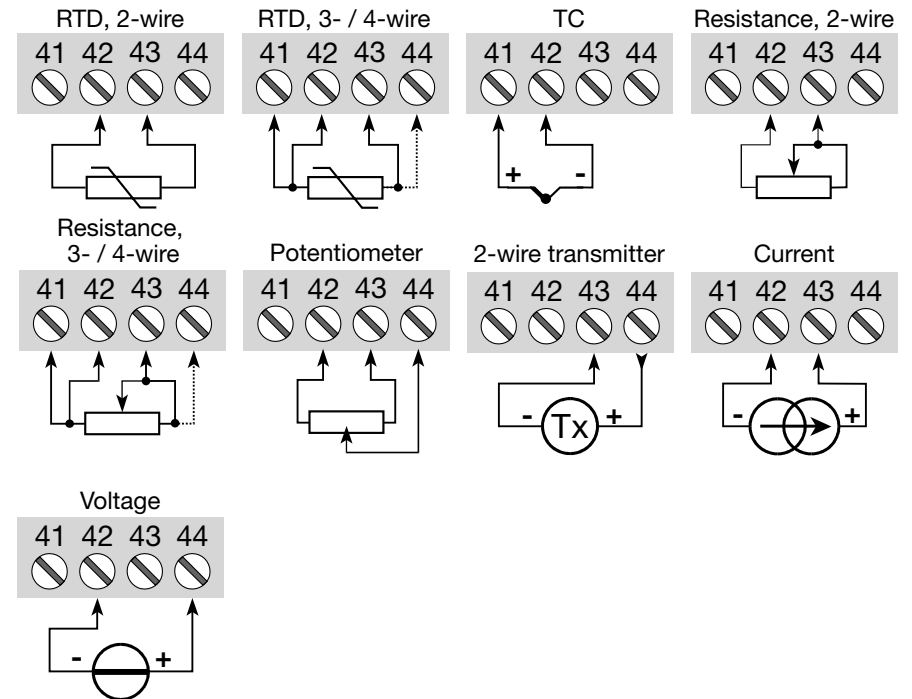 RTD, 2-wire
41 42 43 44
RTD, 3- / 4-wire
41 42 43 44
TC
41 42 43 44
+ -
Resistance, 2-wire
41 42 43 44
Resistance,
3- / 4-wire
41 42 43 44
Potentiometer
41 42 43 44
2-wire transmitter
41 42 43 44
- Tx +
Current
41 42 43 44
- +
Voltage
41 42 43 44
- +